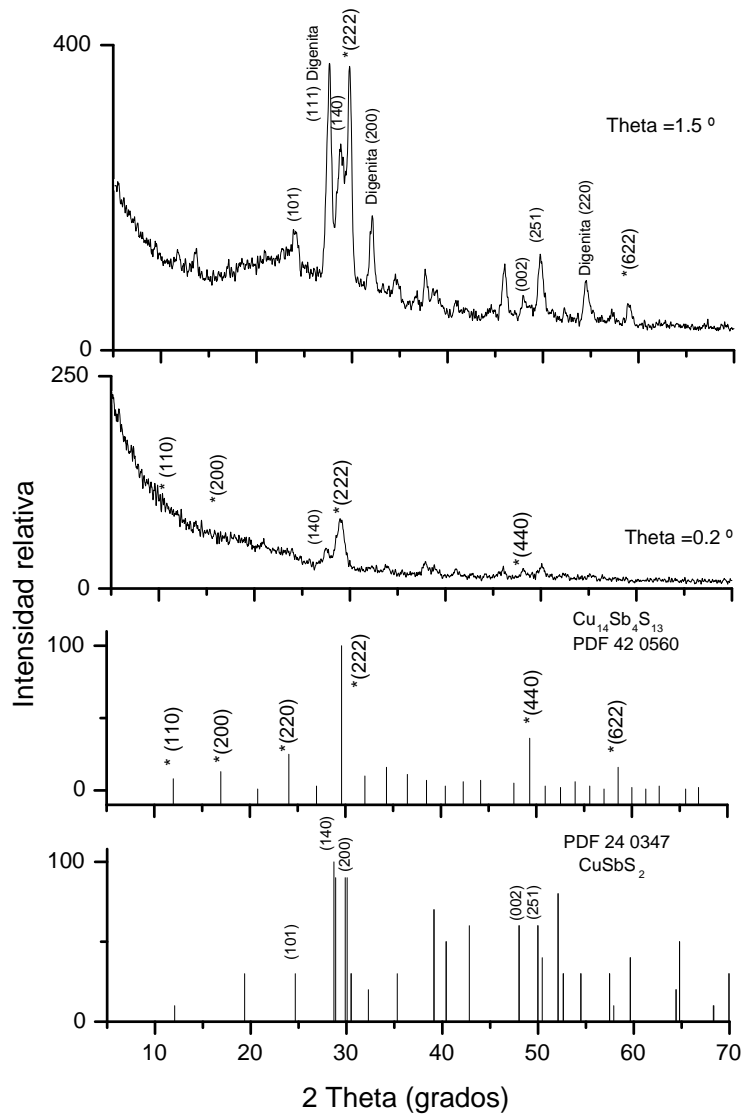 400
(111) Digenita
(140)
*(222)
Digenita (200)
Theta =1.5 º
(101)
(002)
(251)
Digenita (220)
*(622)
0
250
* (110)
*(200)
(140)
*(222)
*(440)
Theta =0.2 º
0
Intensidad relativa
Cu14Sb4S13
PDF 42 0560
100
* (110)
*(200)
*(220)
*(222)
*(440)
*(622)
0
PDF 24 0347
CuSbS2
100
(101)
(140)
(200)
(002)
(251)
0
10 20 30 40 50 60 70
2 Theta (grados)